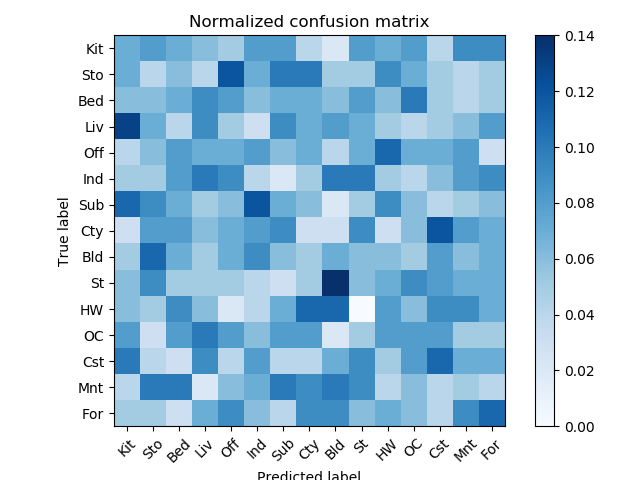 Normalized confusion matrix
True label
Kit
Sto
Bed
Liv
Off
Ind
Sub
Cty
Bld
St
HW
OC
Cst
Mnt
For
Kit Sto Bed Liv Off Ind Sub Cty Bld St HW OC Cst Mnt For
Predicted label
0.14
0.12
0.10
0.08
0.06
0.04
0.02
0.00